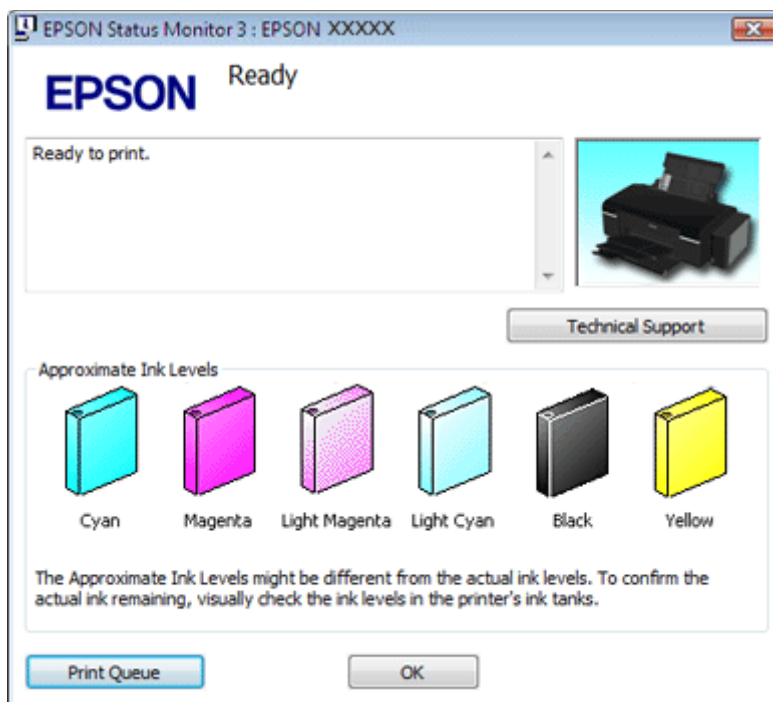 EPSON Status Monitor 3 : EPSON XXXXX
EPSON
Ready
Ready to print.
Technical Support
Approximate Ink Levels
Cyan Magenta Light Magenta Light Cyan Black Yellow
The Approximate Ink Levels might be different from the actual ink levels. To confirm the
actual ink remaining, visually check the ink levels in the printer's ink tanks.
Print Queue OK